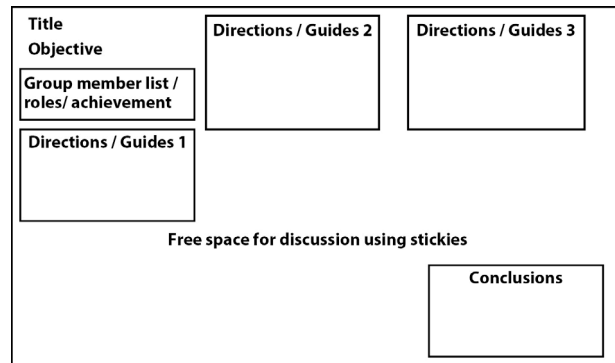 Title
Objective
Group member list /
roles/ achievement
Directions / Guides 1
Directions / Guides 2
Directions / Guides 3
Free space for discussion using stickies
Conclusions